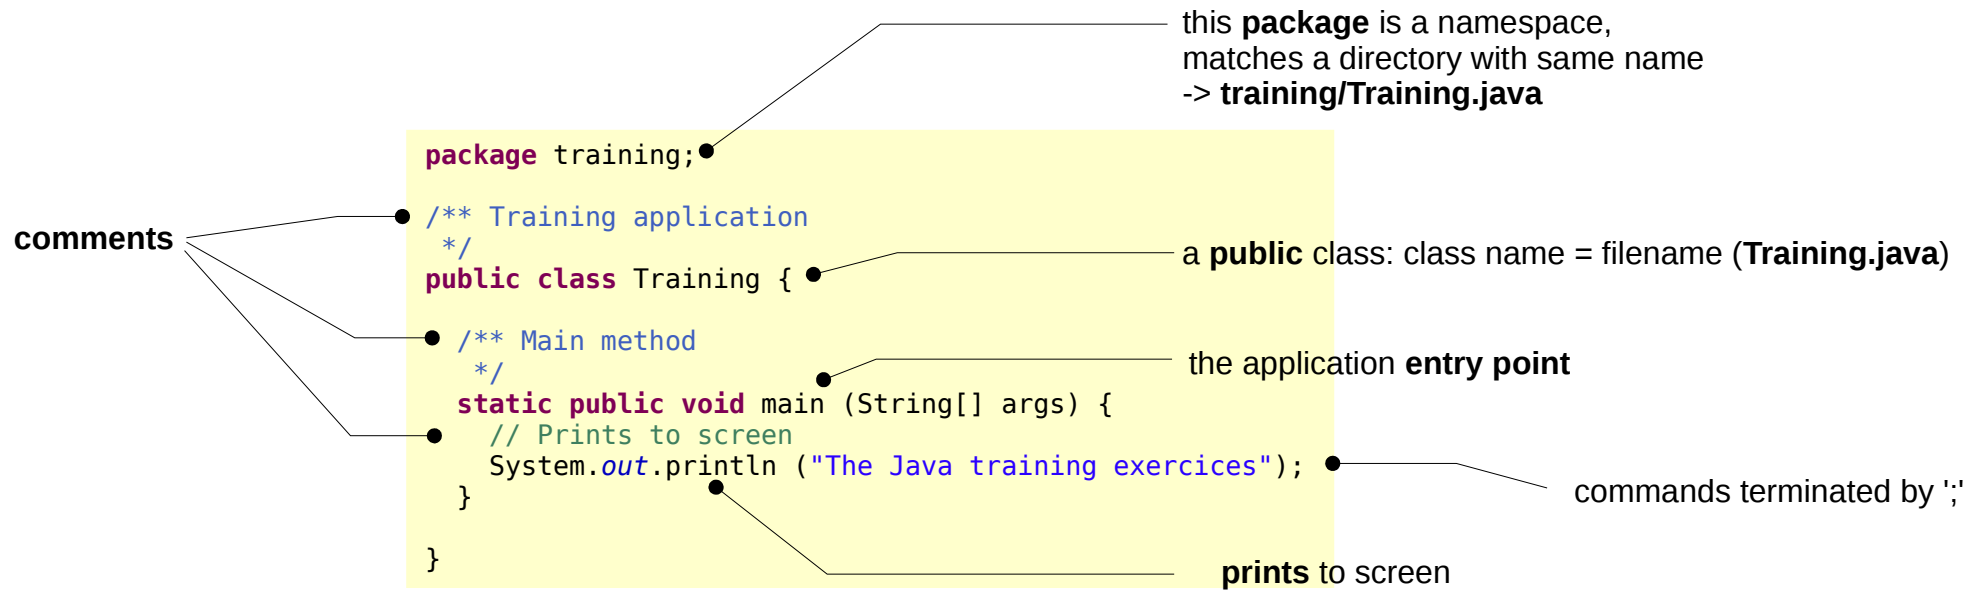 this package is a namespace,
matches a directory with same name
-> training/Training.java
package training;
/** Training application
*/
comments
public class Training {
a public class: class name = filename (Training.java)
/** Main method
*/
the application entry point
static public void main (String[] args) {
// Prints to screen
System.out.println ("The Java training exercices");
commands terminated by ';'
}
}
prints to screen